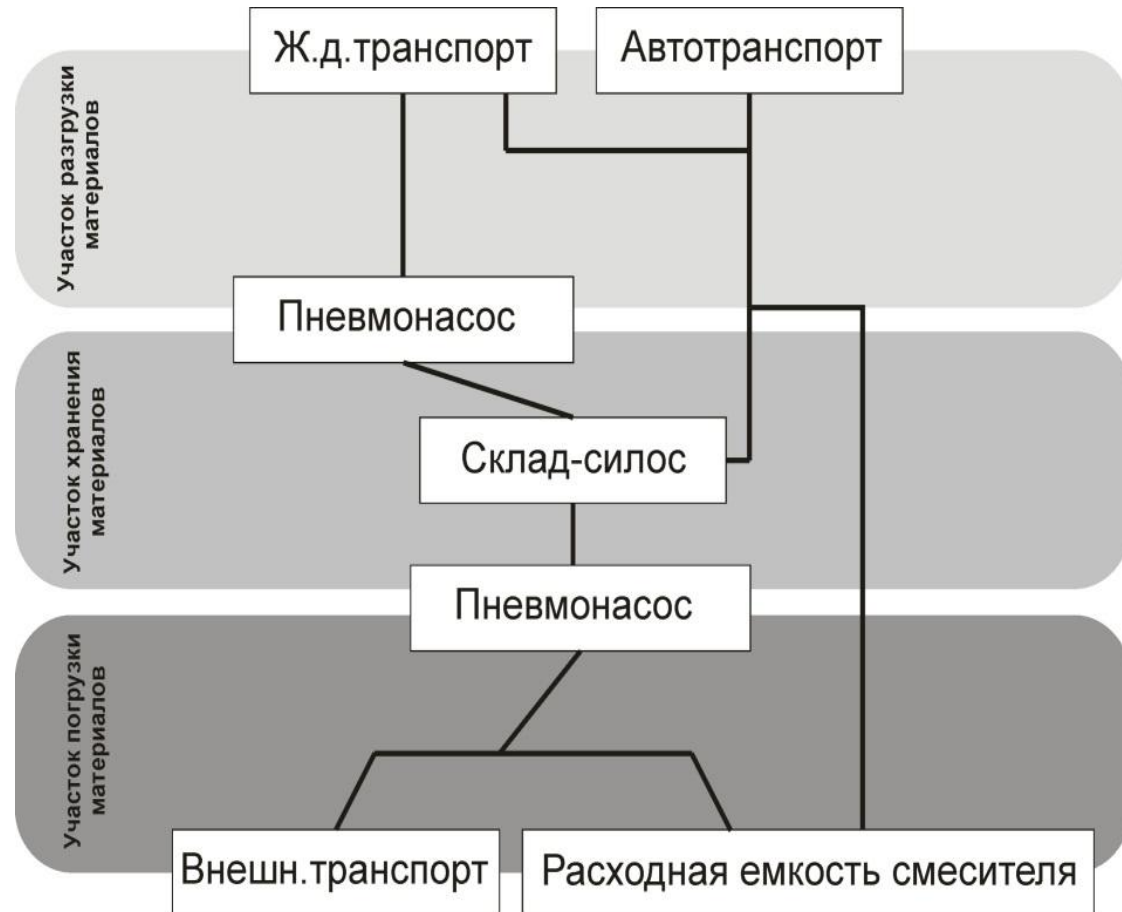 Ж.д.транспорт
Автотранспорт
Участок разгрузки
материалов
Пневмонасос
Участок хранения
материалов
Склад-силос
Пневмонасос
Участок погрузки
материалов
Внешн.транспорт
Расходная емкость смесителя